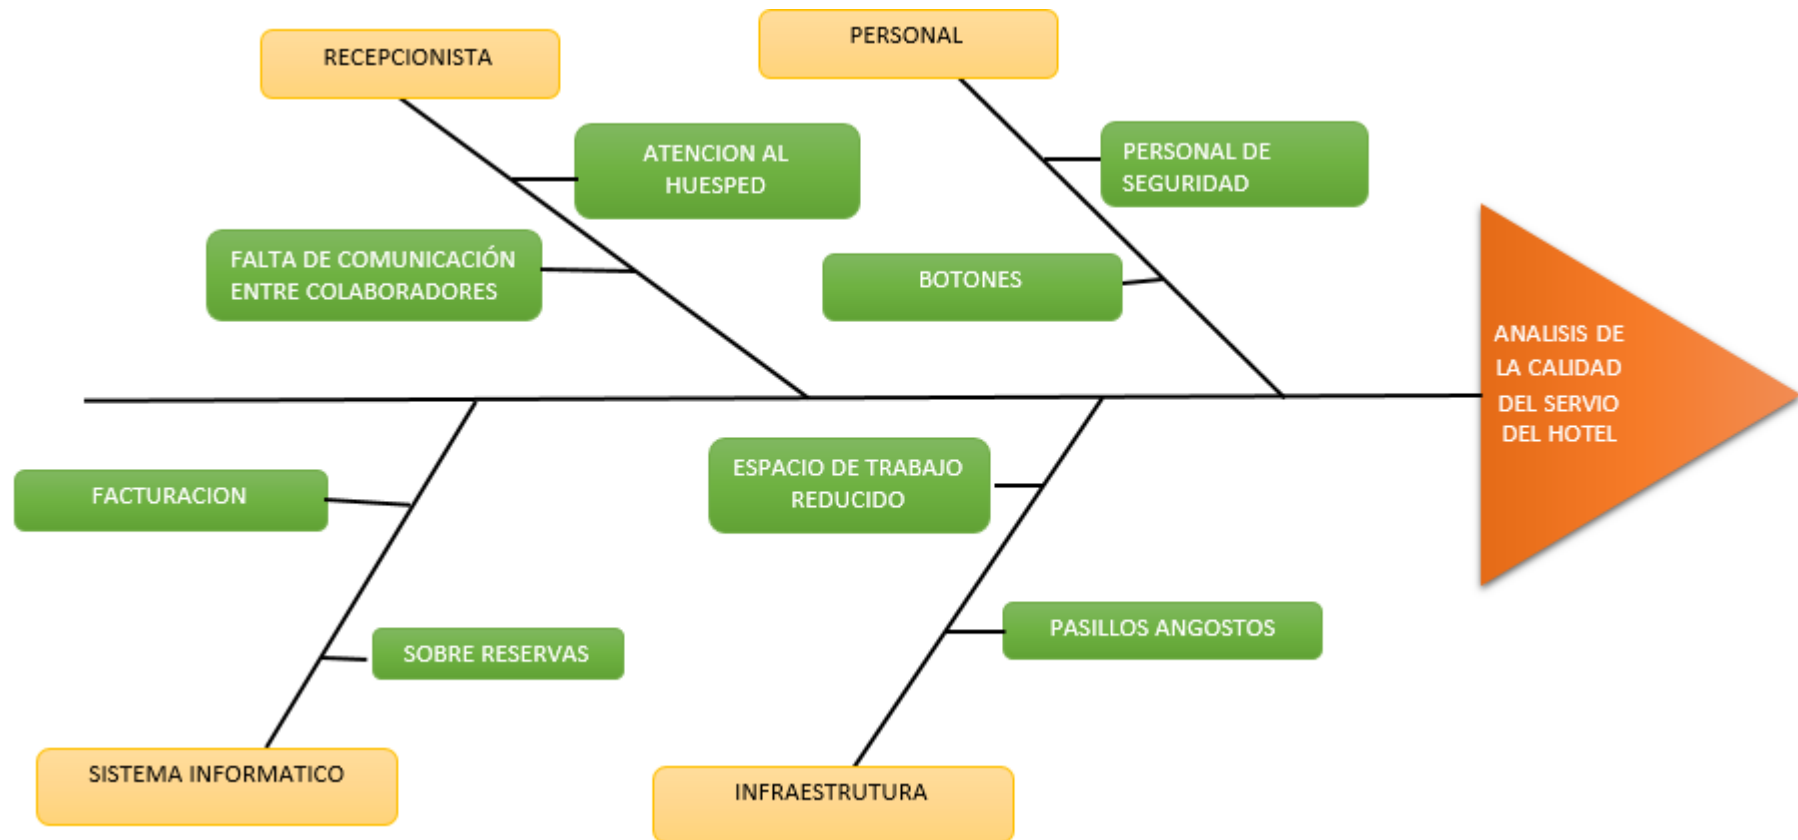 RECEPCIONISTA
PERSONAL
ATENCION AL
HUESPED
PERSONAL DE
SEGURIDAD
FALTA DE COMUNICACIÓN
ENTRE COLABORADORES
BOTONES
ANALISIS DE
LA CALIDAD
DEL SERVIO
DEL HOTEL
FACTURACION
ESPACIO DE TRABAJO
REDUCIDO
SOBRE RESERVAS
PASILLOS ANGOSTOS
SISTEMA INFORMATICO
INFRAESTRUTURA